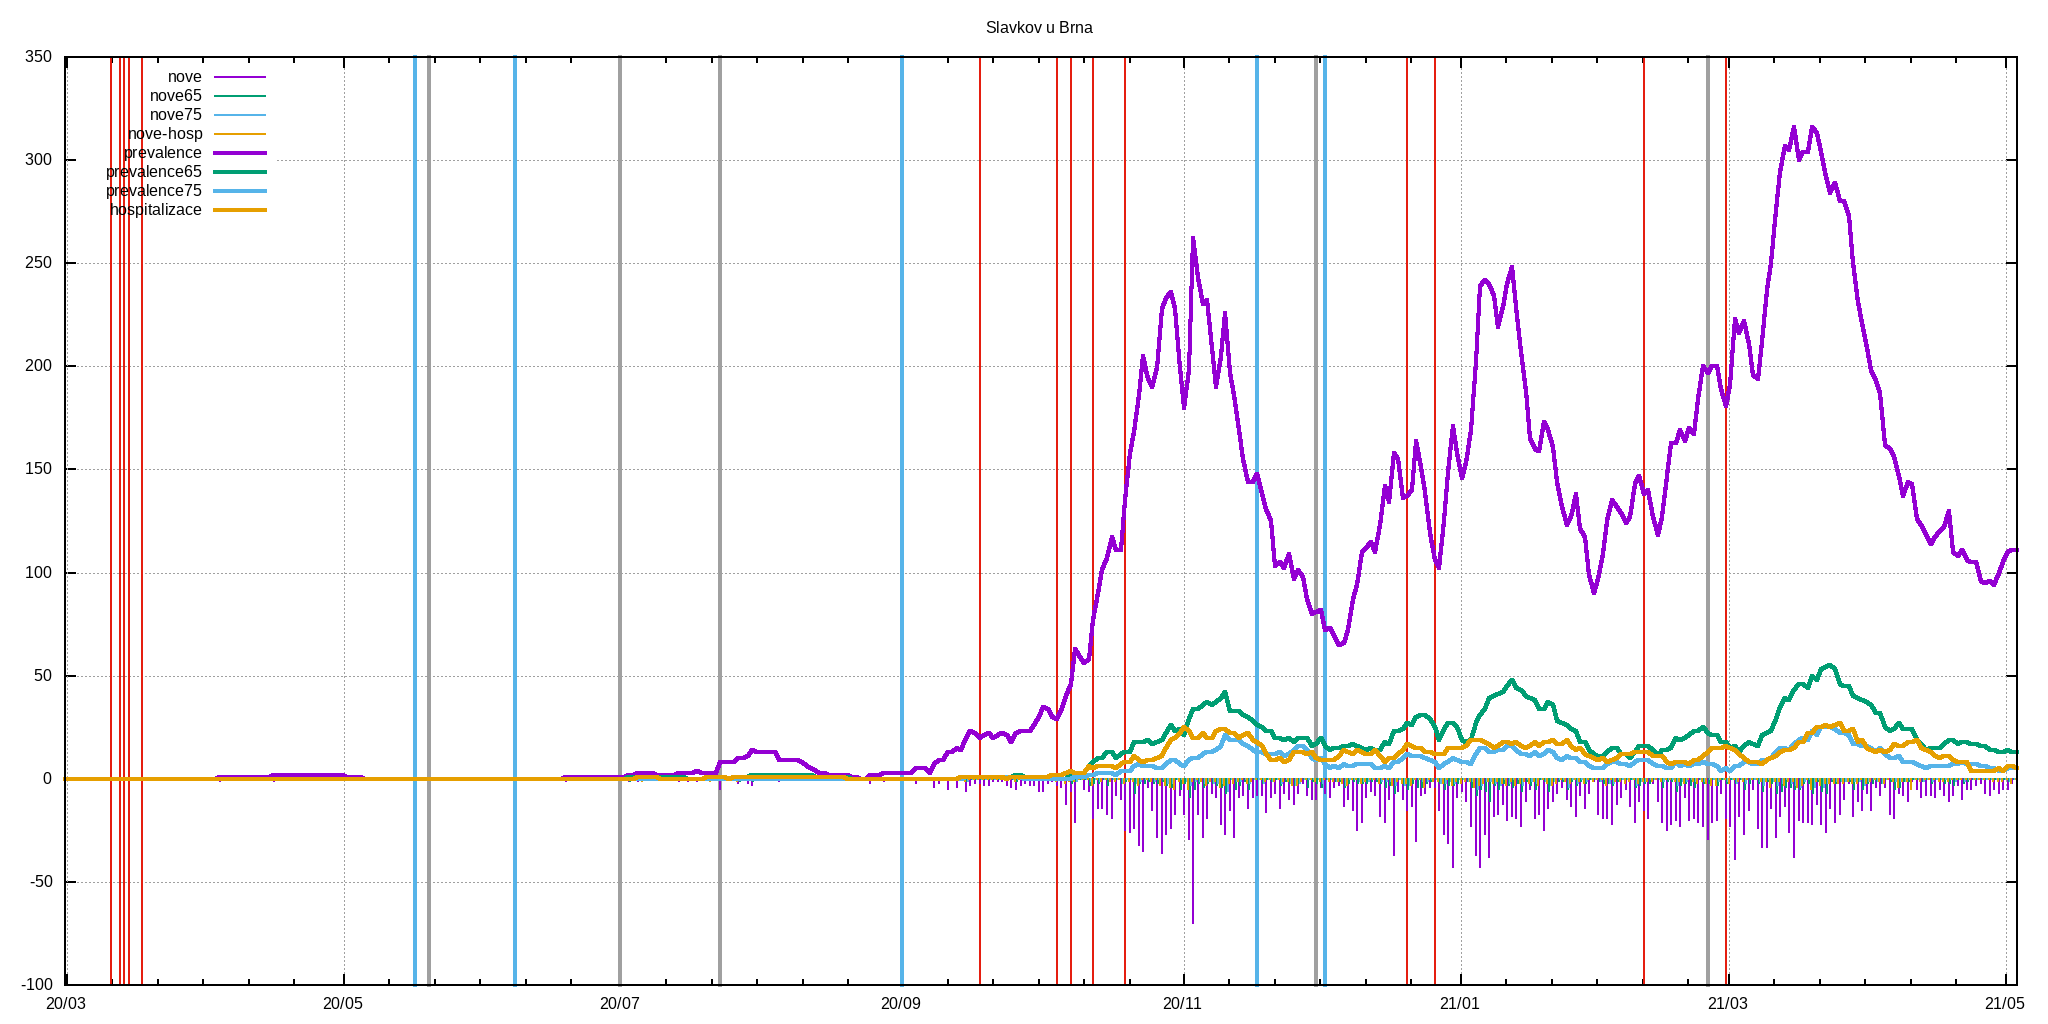 Slavkov u Brna
350
300
250
200
150
100
50
0
-50
-100
nove
nove65
nove75
nove-hosp
prevalence
prevalence65
prevalence75
hospitalizace
20/03 20/05 20/07 20/09 20/11 21/01 21/03 21/05